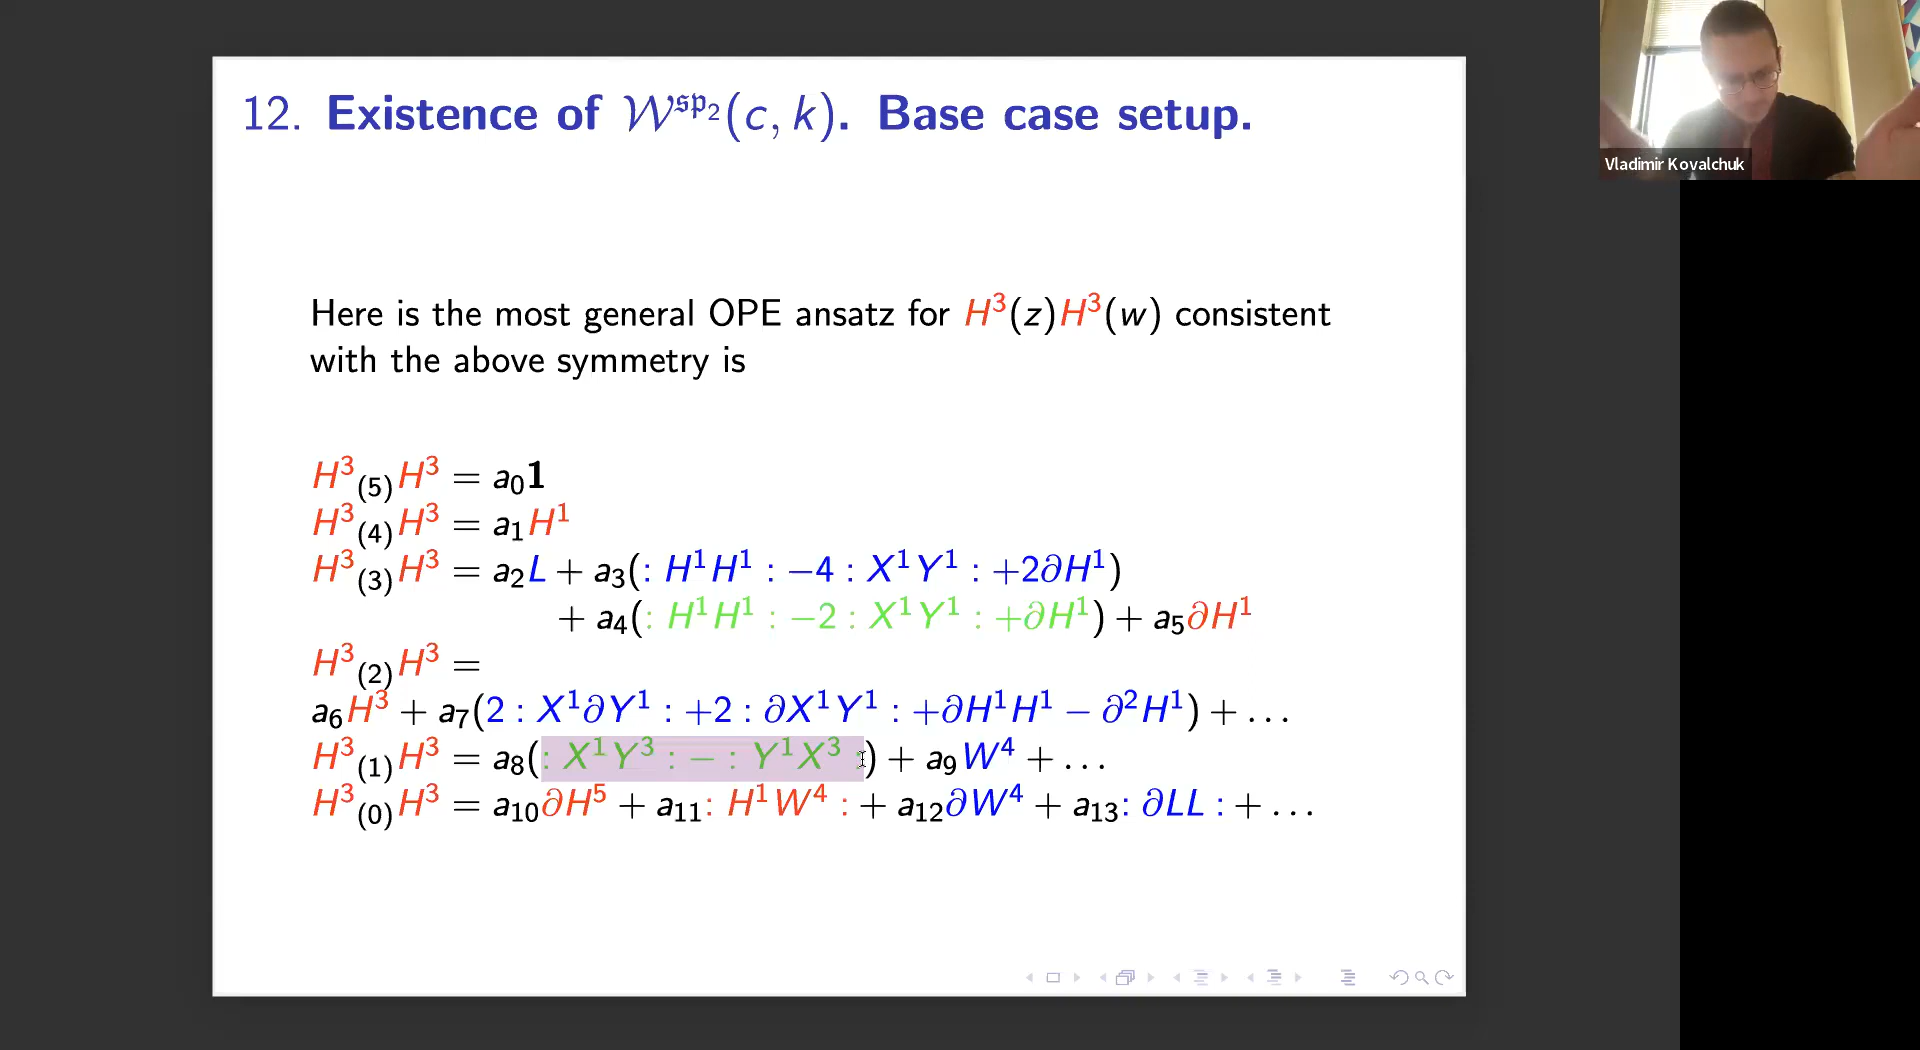 12. Existence of 𝒲^{𝔰𝔭₂}(c, k). Base case setup.
Here is the most general OPE ansatz for H³(z)H³(w) consistent
with the above symmetry is
H³₍₅₎H³ = a₀1
H³₍₄₎H³ = a₁H¹
H³₍₃₎H³ = a₂L + a₃(: H¹H¹ : −4 : X¹Y¹ : +2∂H¹)
+ a₄(: H¹H¹ : −2 : X¹Y¹ : +∂H¹) + a₅∂H¹
H³₍₂₎H³ =
a₆H³ + a₇(2 : X¹∂Y¹ : +2 : ∂X¹Y¹ : +∂H¹H¹ − ∂²H¹) + …
H³₍₁₎H³ = a₈(: X¹Y³ : − : Y¹X³ :) + a₉W⁴ + …
H³₍₀₎H³ = a₁₀∂H⁵ + a₁₁: H¹W⁴ : + a₁₂∂W⁴ + a₁₃: ∂LL : + …
Vladimir Kovalchuk